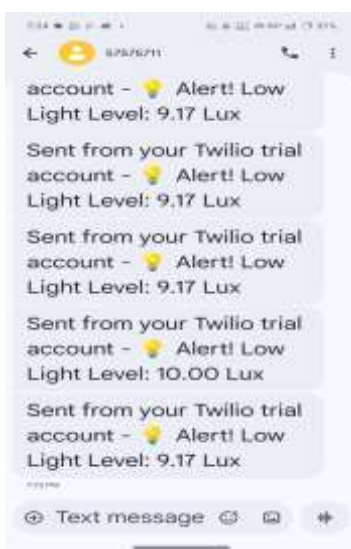 57575711
account - 💡 Alert! Low
Light Level: 9.17 Lux
Sent from your Twilio trial
account - 💡 Alert! Low
Light Level: 9.17 Lux
Sent from your Twilio trial
account - 💡 Alert! Low
Light Level: 9.17 Lux
Sent from your Twilio trial
account - 💡 Alert! Low
Light Level: 10.00 Lux
Sent from your Twilio trial
account - 💡 Alert! Low
Light Level: 9.17 Lux
Text message